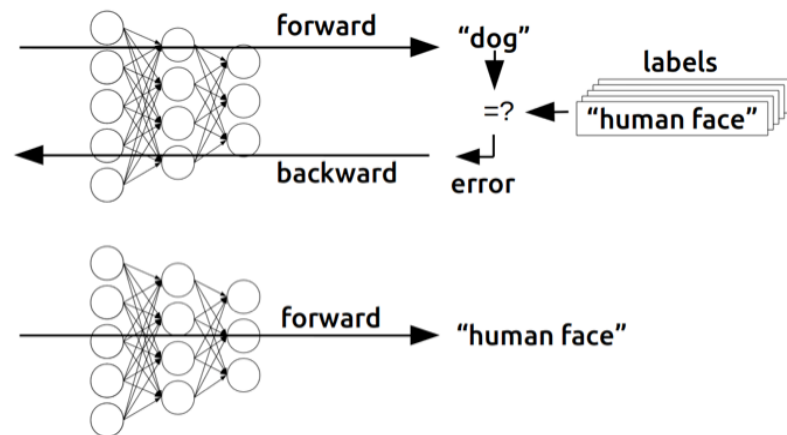 forward
“dog”
labels
=?
“human face”
backward
error
forward
“human face”